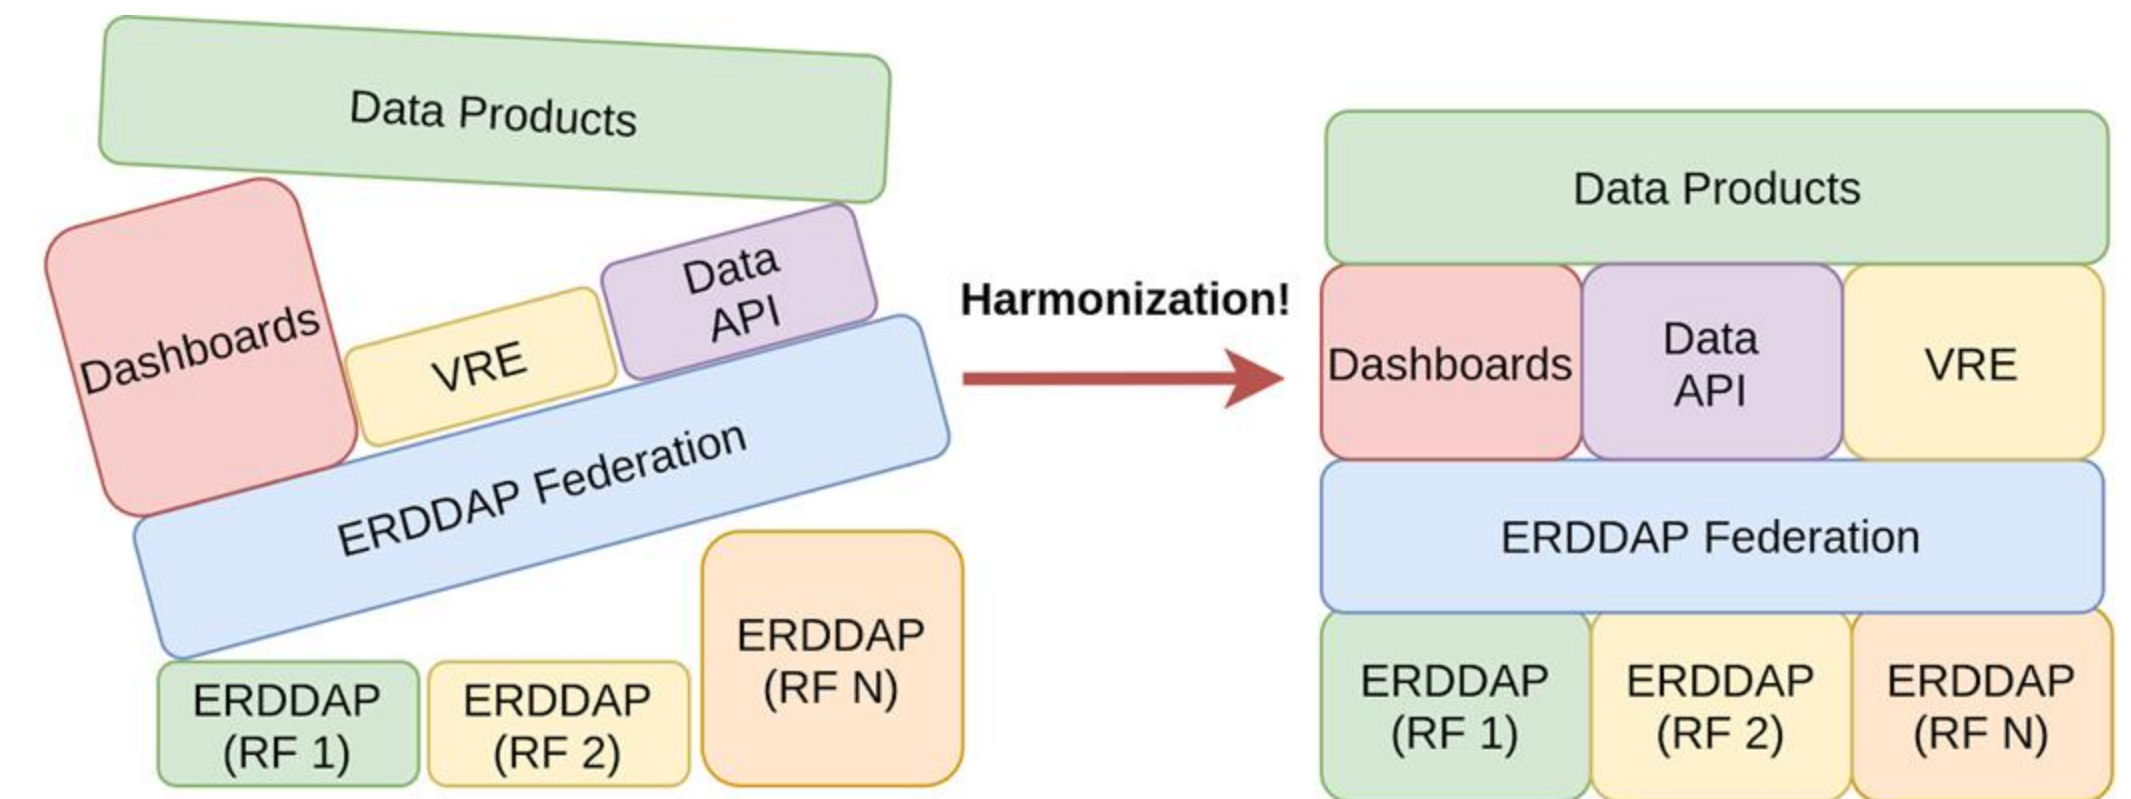 Data Products
Dashboards
VRE
Data
API
ERDDAP Federation
ERDDAP
(RF 1)
ERDDAP
(RF 2)
ERDDAP
(RF N)
Harmonization!
Data Products
Dashboards
Data
API
VRE
ERDDAP Federation
ERDDAP
(RF 1)
ERDDAP
(RF 2)
ERDDAP
(RF N)